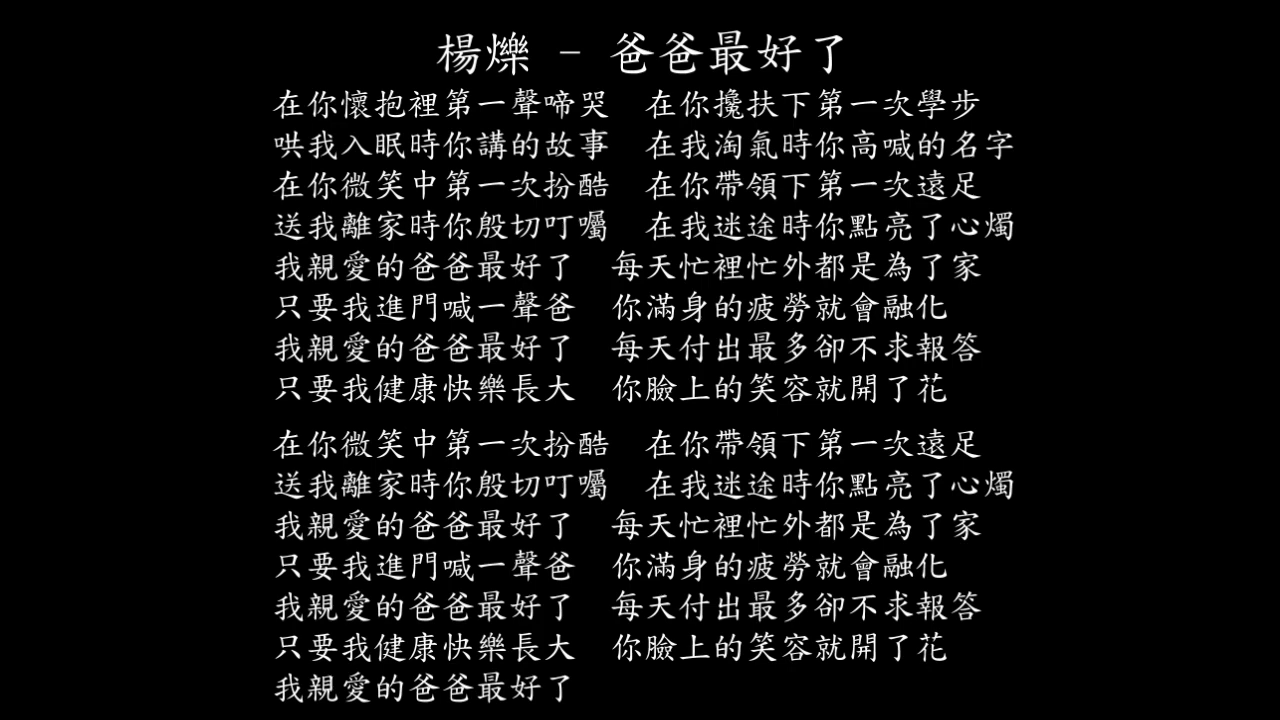 楊爍 - 爸爸最好了
在你懷抱裡第一聲啼哭　在你攙扶下第一次學步
哄我入眠時你講的故事　在我淘氣時你高喊的名字
在你微笑中第一次扮酷　在你帶領下第一次遠足
送我離家時你殷切叮囑　在我迷途時你點亮了心燭
我親愛的爸爸最好了　每天忙裡忙外都是為了家
只要我進門喊一聲爸　你滿身的疲勞就會融化
我親愛的爸爸最好了　每天付出最多卻不求報答
只要我健康快樂長大　你臉上的笑容就開了花
在你微笑中第一次扮酷　在你帶領下第一次遠足
送我離家時你殷切叮囑　在我迷途時你點亮了心燭
我親愛的爸爸最好了　每天忙裡忙外都是為了家
只要我進門喊一聲爸　你滿身的疲勞就會融化
我親愛的爸爸最好了　每天付出最多卻不求報答
只要我健康快樂長大　你臉上的笑容就開了花
我親愛的爸爸最好了